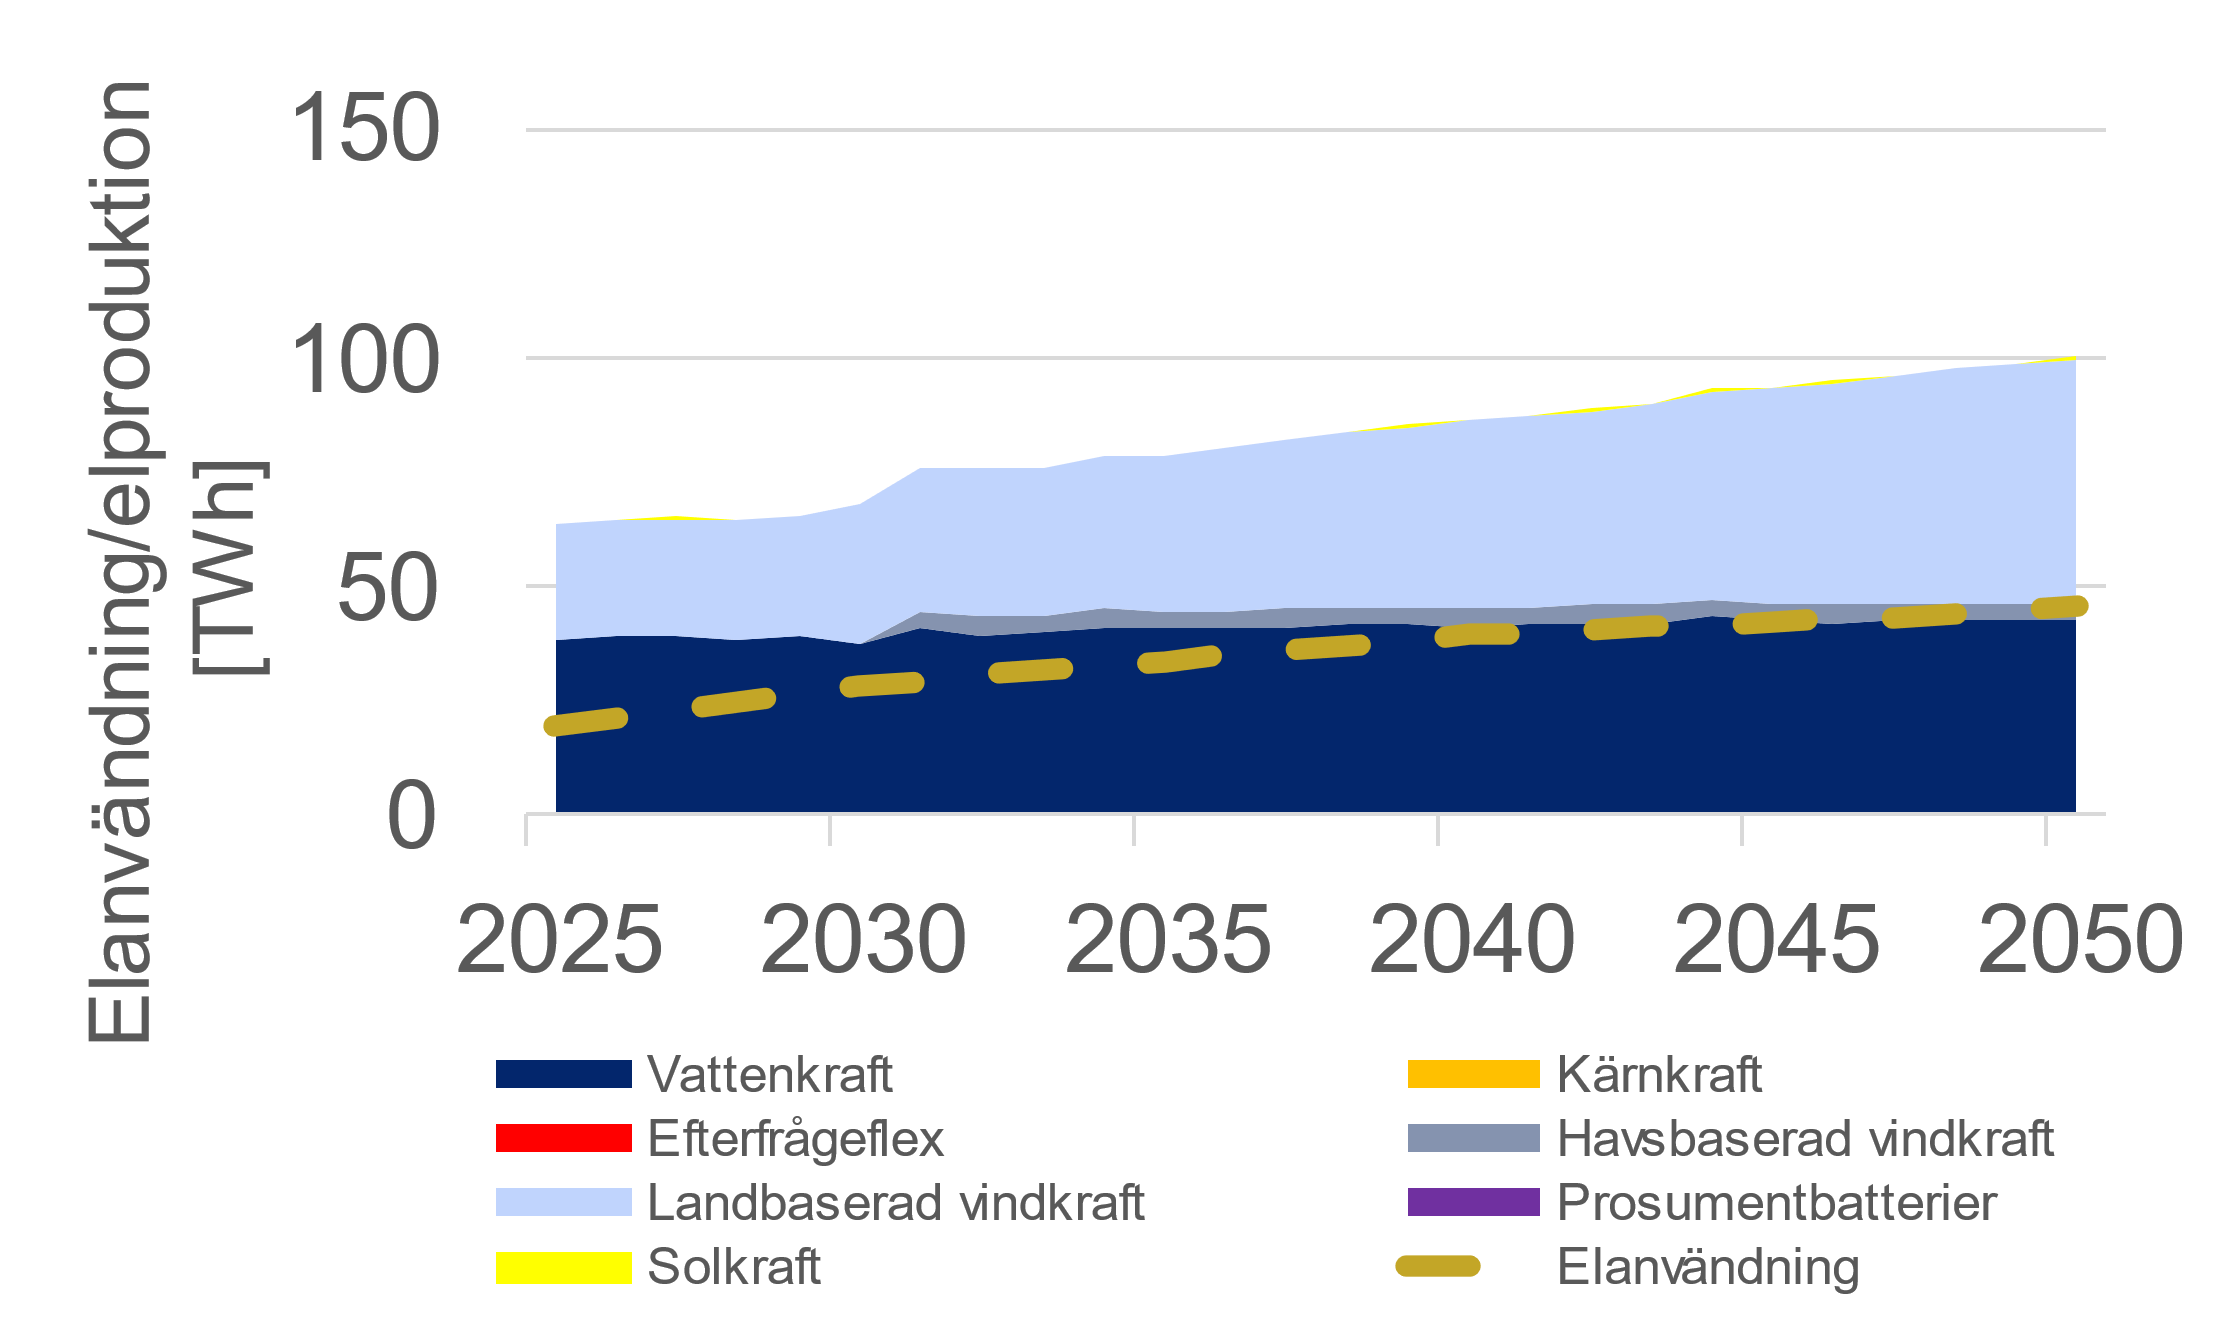 Elanvändning/elproduktion
[TWh]
150
100
50
0
2025 2030 2035 2040 2045 2050
Vattenkraft Kärnkraft
Efterfrågeflex Havsbaserad vindkraft
Landbaserad vindkraft Prosumentbatterier
Solkraft Elanvändning